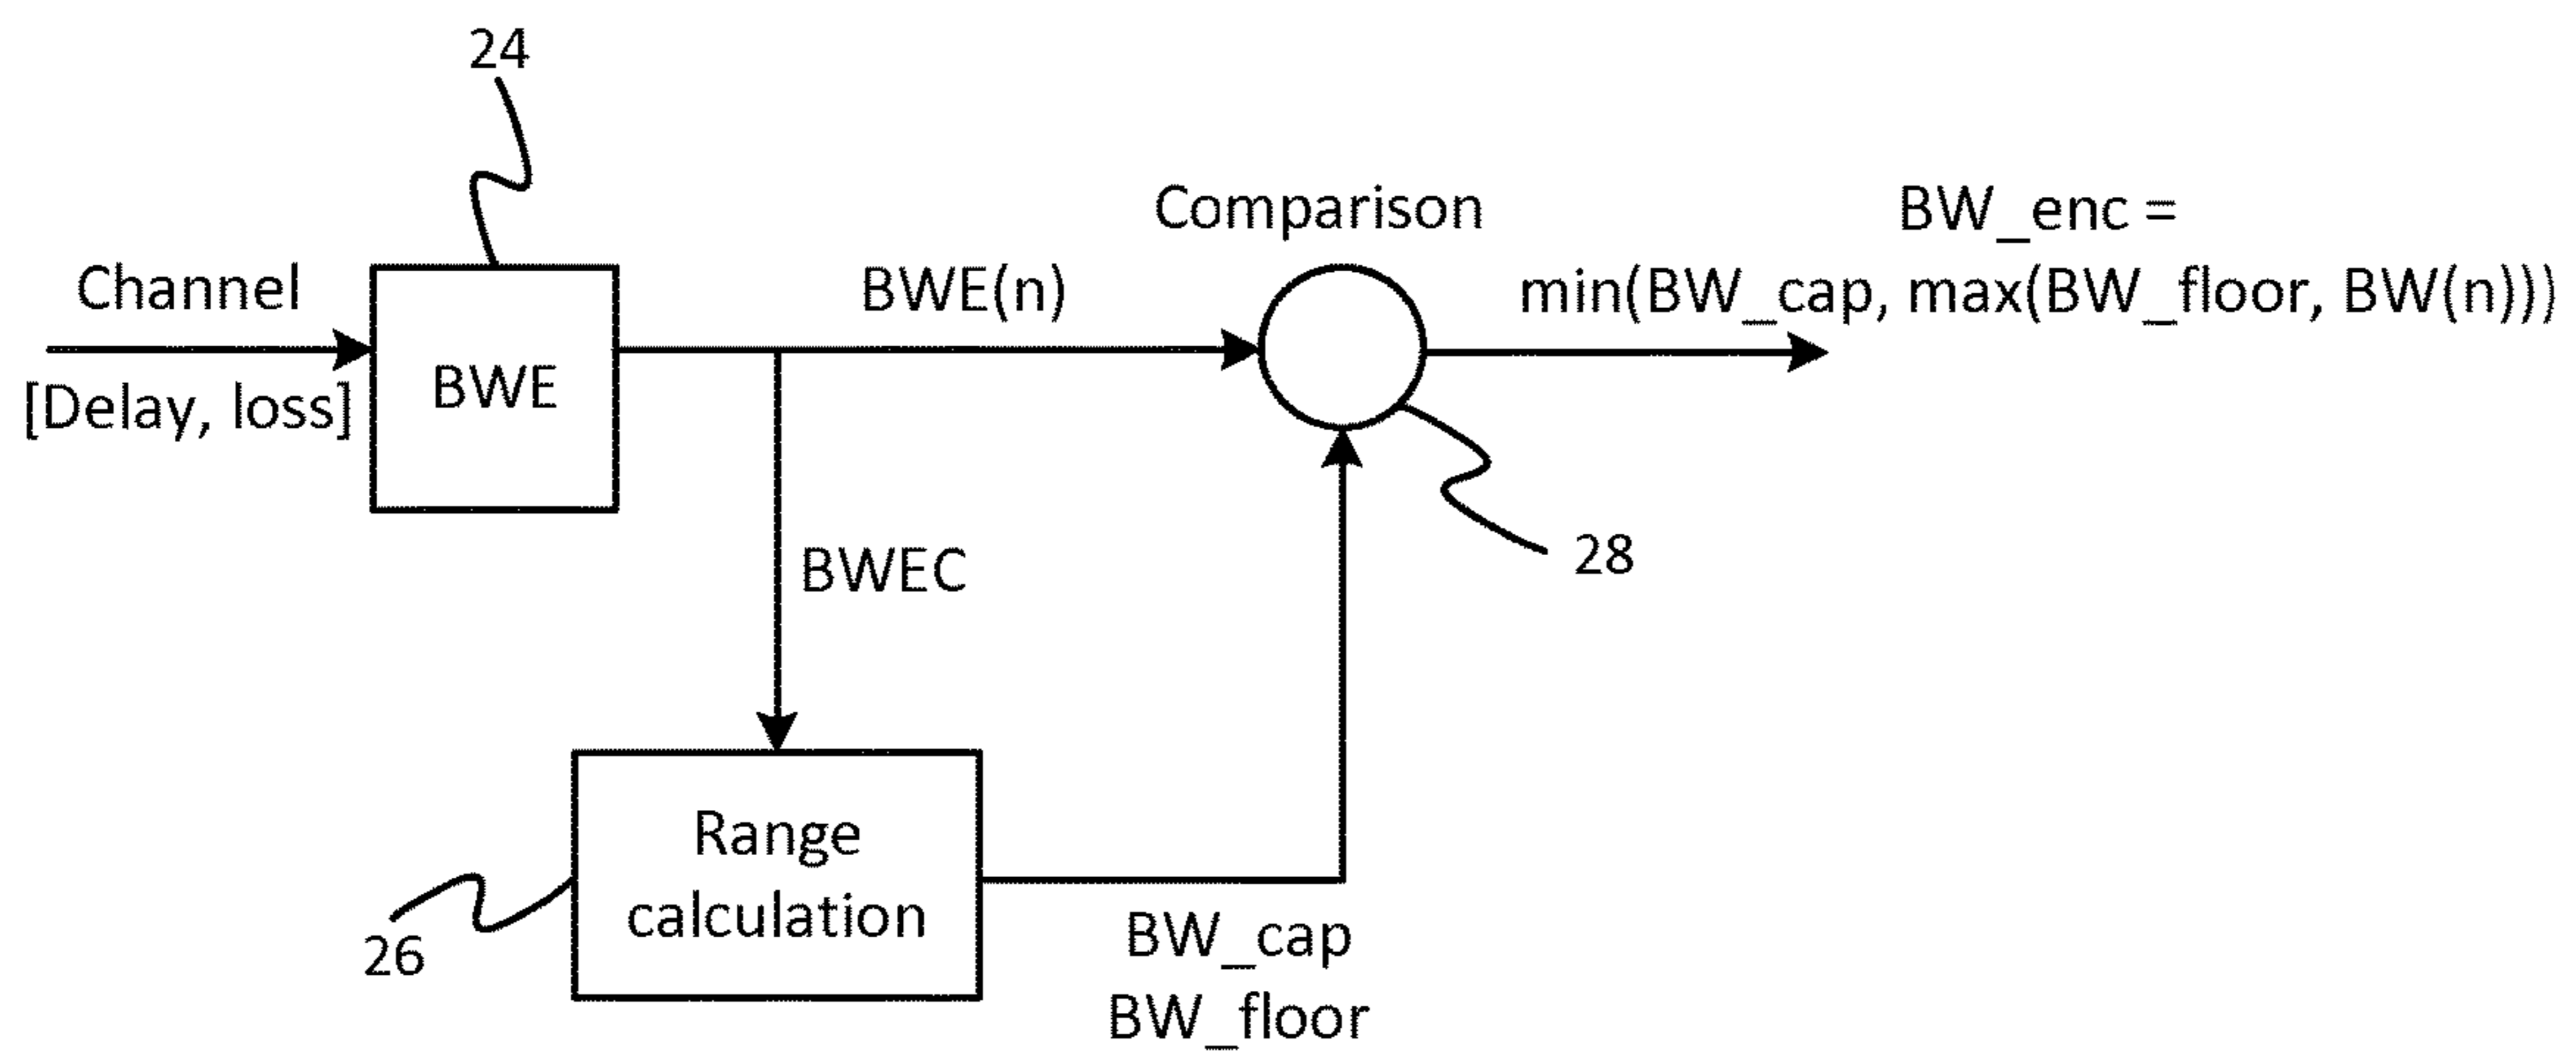 24
Channel
[Delay, loss]
BWE
BWE(n)
Comparison
BW_enc =
min(BW_cap, max(BW_floor, BW(n)))
BWEC
28
Range
calculation
26
BW_cap
BW_floor